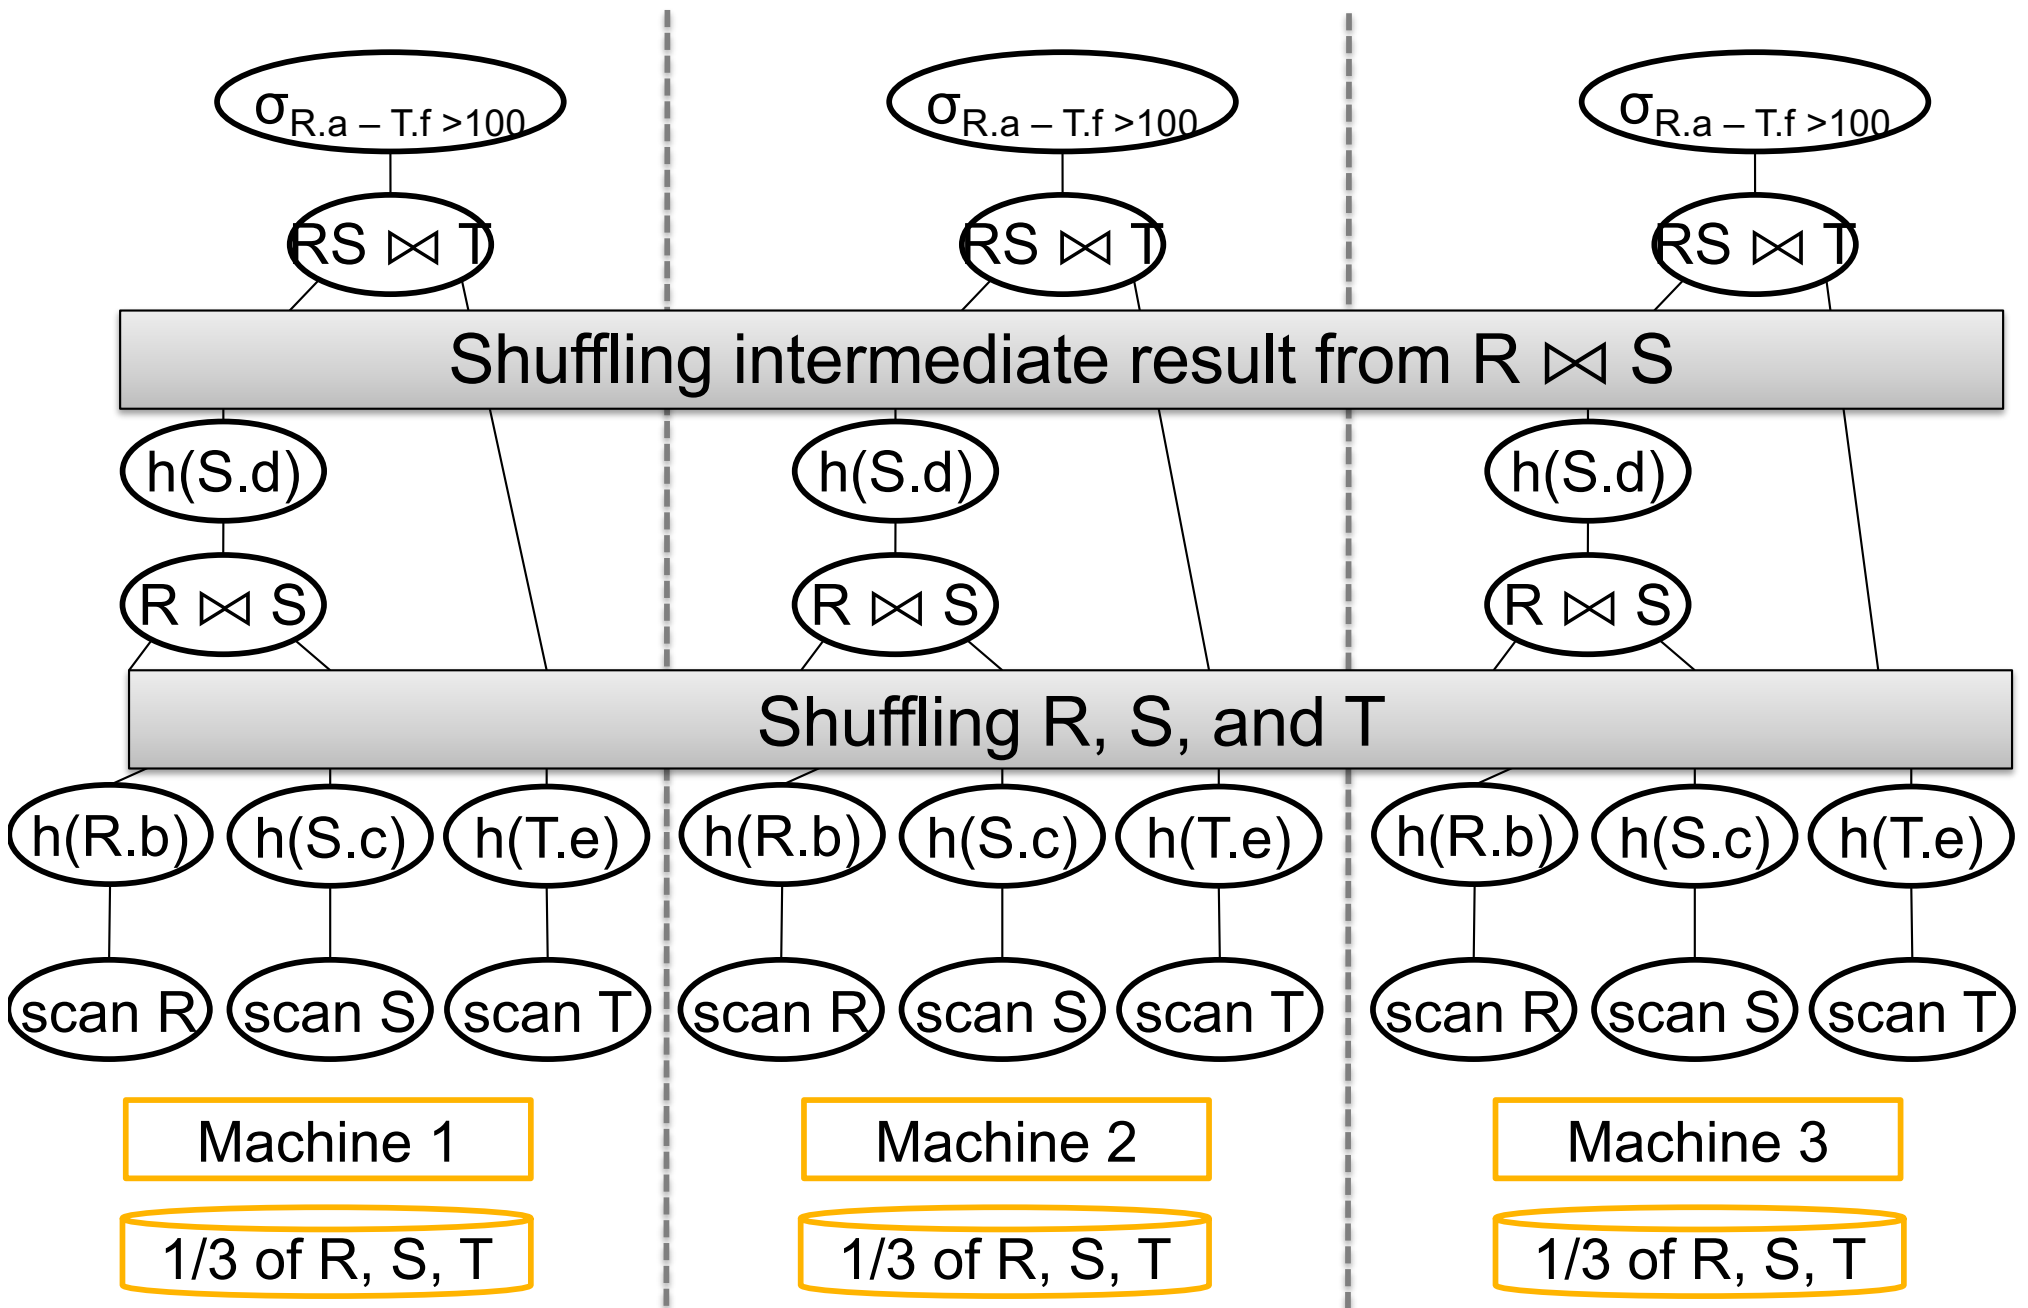 σR.a – T.f >100 σR.a – T.f >100 σR.a – T.f >100
RS ⋈ T RS ⋈ T RS ⋈ T
Shuffling intermediate result from R ⋈ S
h(S.d) h(S.d) h(S.d)
R ⋈ S R ⋈ S R ⋈ S
Shuffling R, S, and T
h(R.b) h(S.c) h(T.e) h(R.b) h(S.c) h(T.e) h(R.b) h(S.c) h(T.e)
scan R scan S scan T scan R scan S scan T scan R scan S scan T
Machine 1 Machine 2 Machine 3
1/3 of R, S, T 1/3 of R, S, T 1/3 of R, S, T